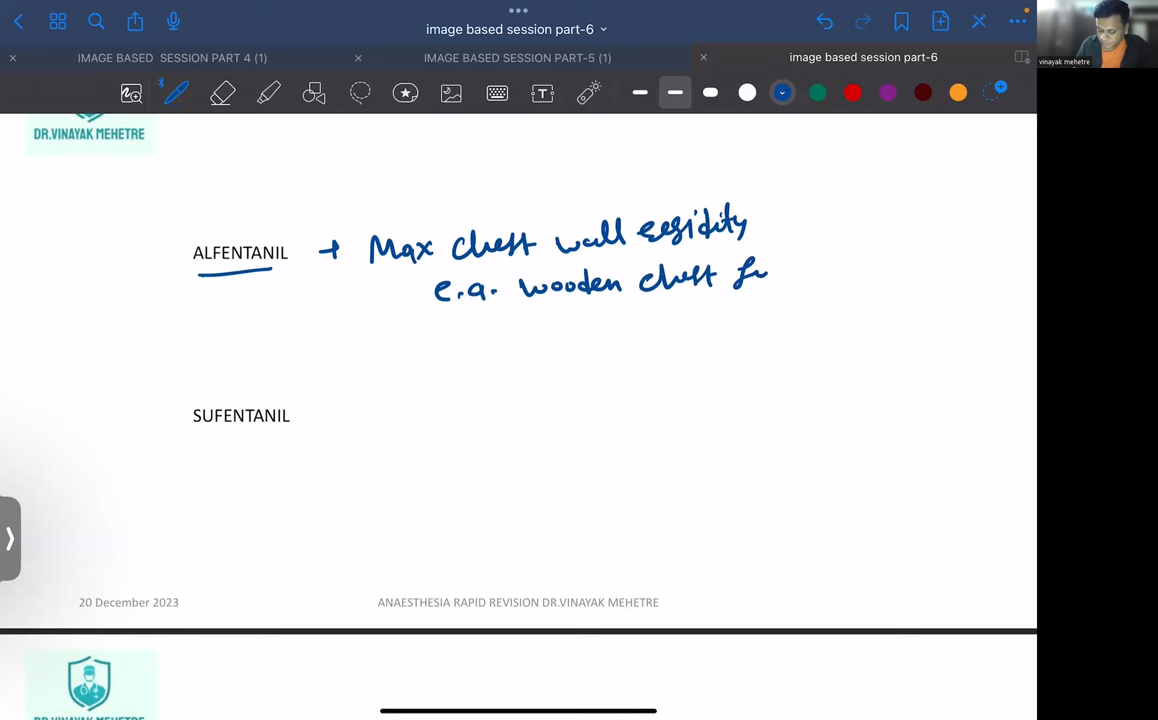 image based session part-6
IMAGE BASED SESSION PART 4 (1)
IMAGE BASED SESSION PART-5 (1)
image based session part-6
vinayak mehetre
DR.VINAYAK MEHETRE
ALFENTANIL → Max chest wall regidity
e.g. wooden chest
SUFENTANIL
20 December 2023
ANAESTHESIA RAPID REVISION DR.VINAYAK MEHETRE